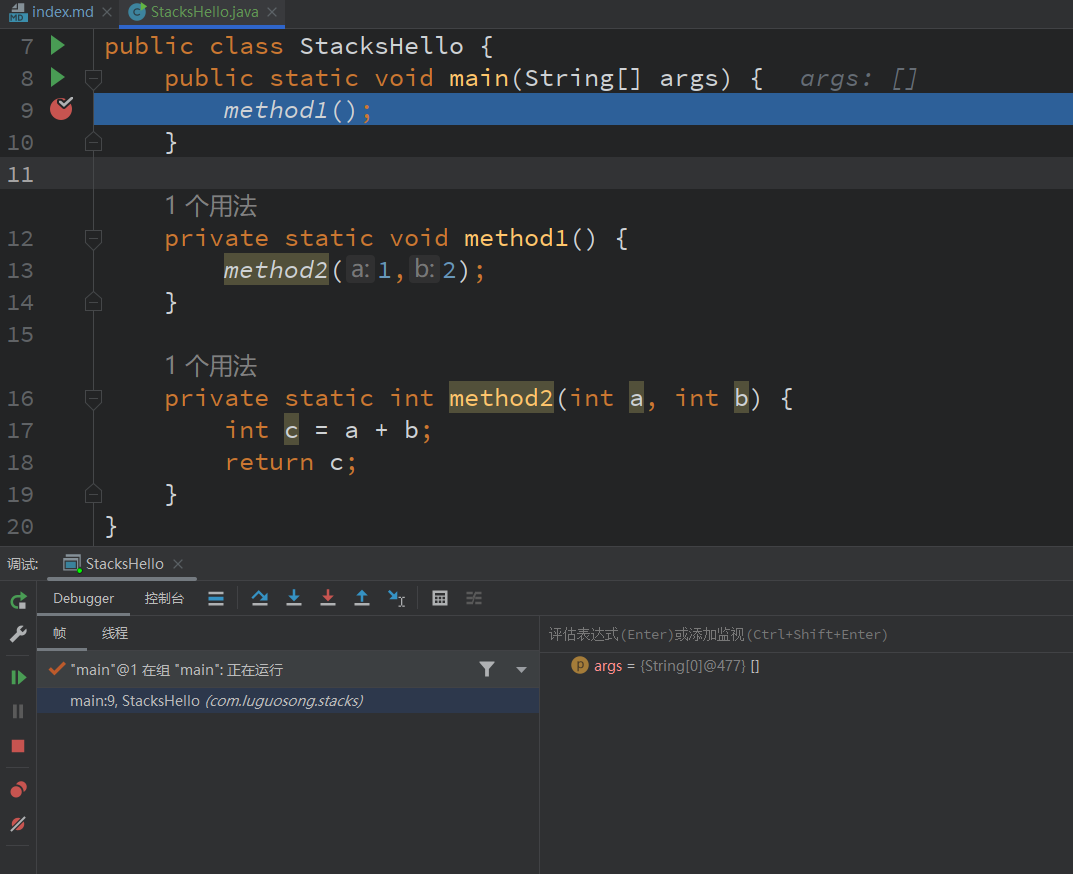 index.md StacksHello.java
7 public class StacksHello {
8 public static void main(String[] args) { args: []
9 method1();
10 }
11
1 个用法
12 private static void method1() {
13 method2( a: 1, b: 2);
14 }
15
1 个用法
16 private static int method2(int a, int b) {
17 int c = a + b;
18 return c;
19 }
20 }
调试: StacksHello
Debugger 控制台
帧 线程
评估表达式(Enter)或添加监视(Ctrl+Shift+Enter)
"main"@1 在组 "main": 正在运行
p args = {String[0]@477} []
main:9, StacksHello (com.luguosong.stacks)